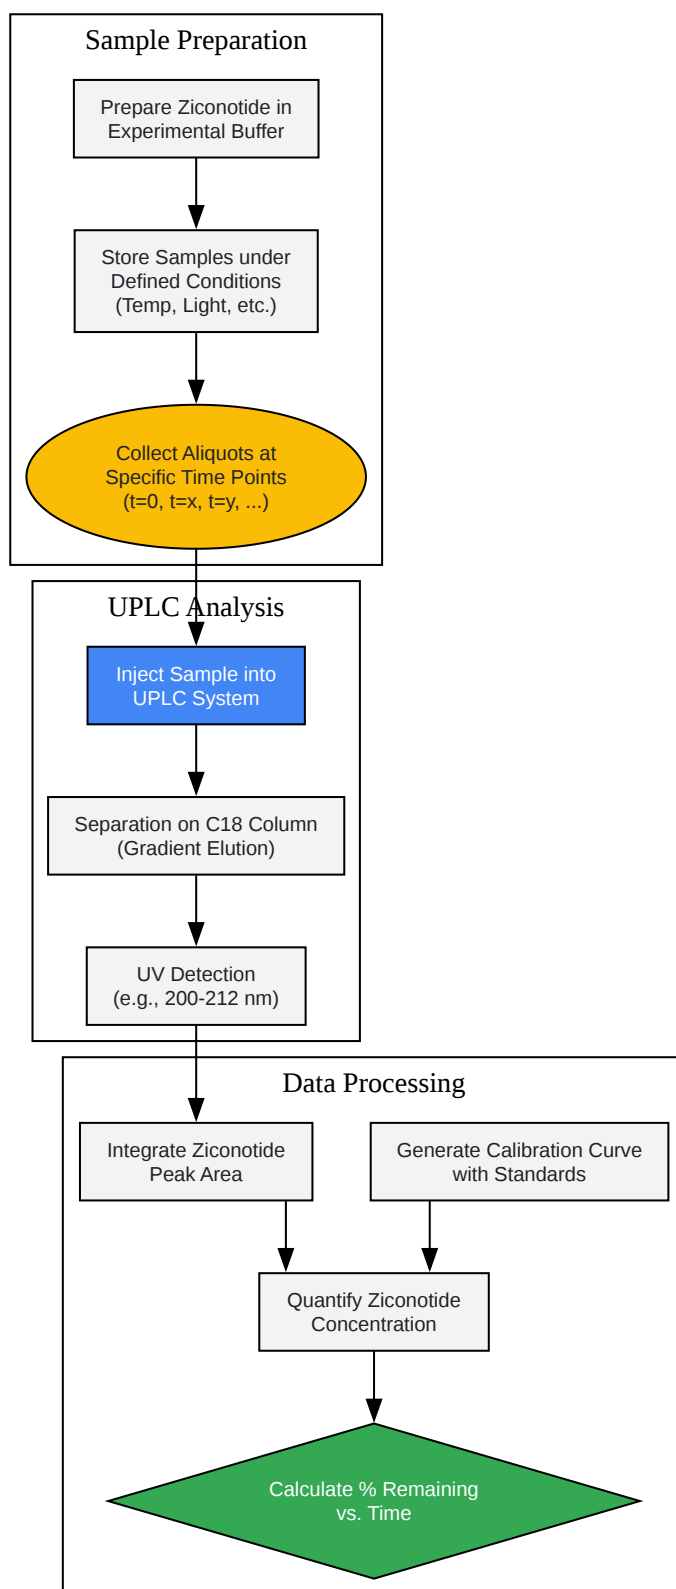 Sample Preparation
Prepare Ziconotide in
Experimental Buffer
Store Samples under
Defined Conditions
(Temp, Light, etc.)
Collect Aliquots at
Specific Time Points
(t=0, t=x, t=y, ...)
UPLC Analysis
Inject Sample into
UPLC System
Separation on C18 Column
(Gradient Elution)
UV Detection
(e.g., 200-212 nm)
Data Processing
Integrate Ziconotide
Peak Area
Generate Calibration Curve
with Standards
Quantify Ziconotide
Concentration
Calculate % Remaining
vs. Time